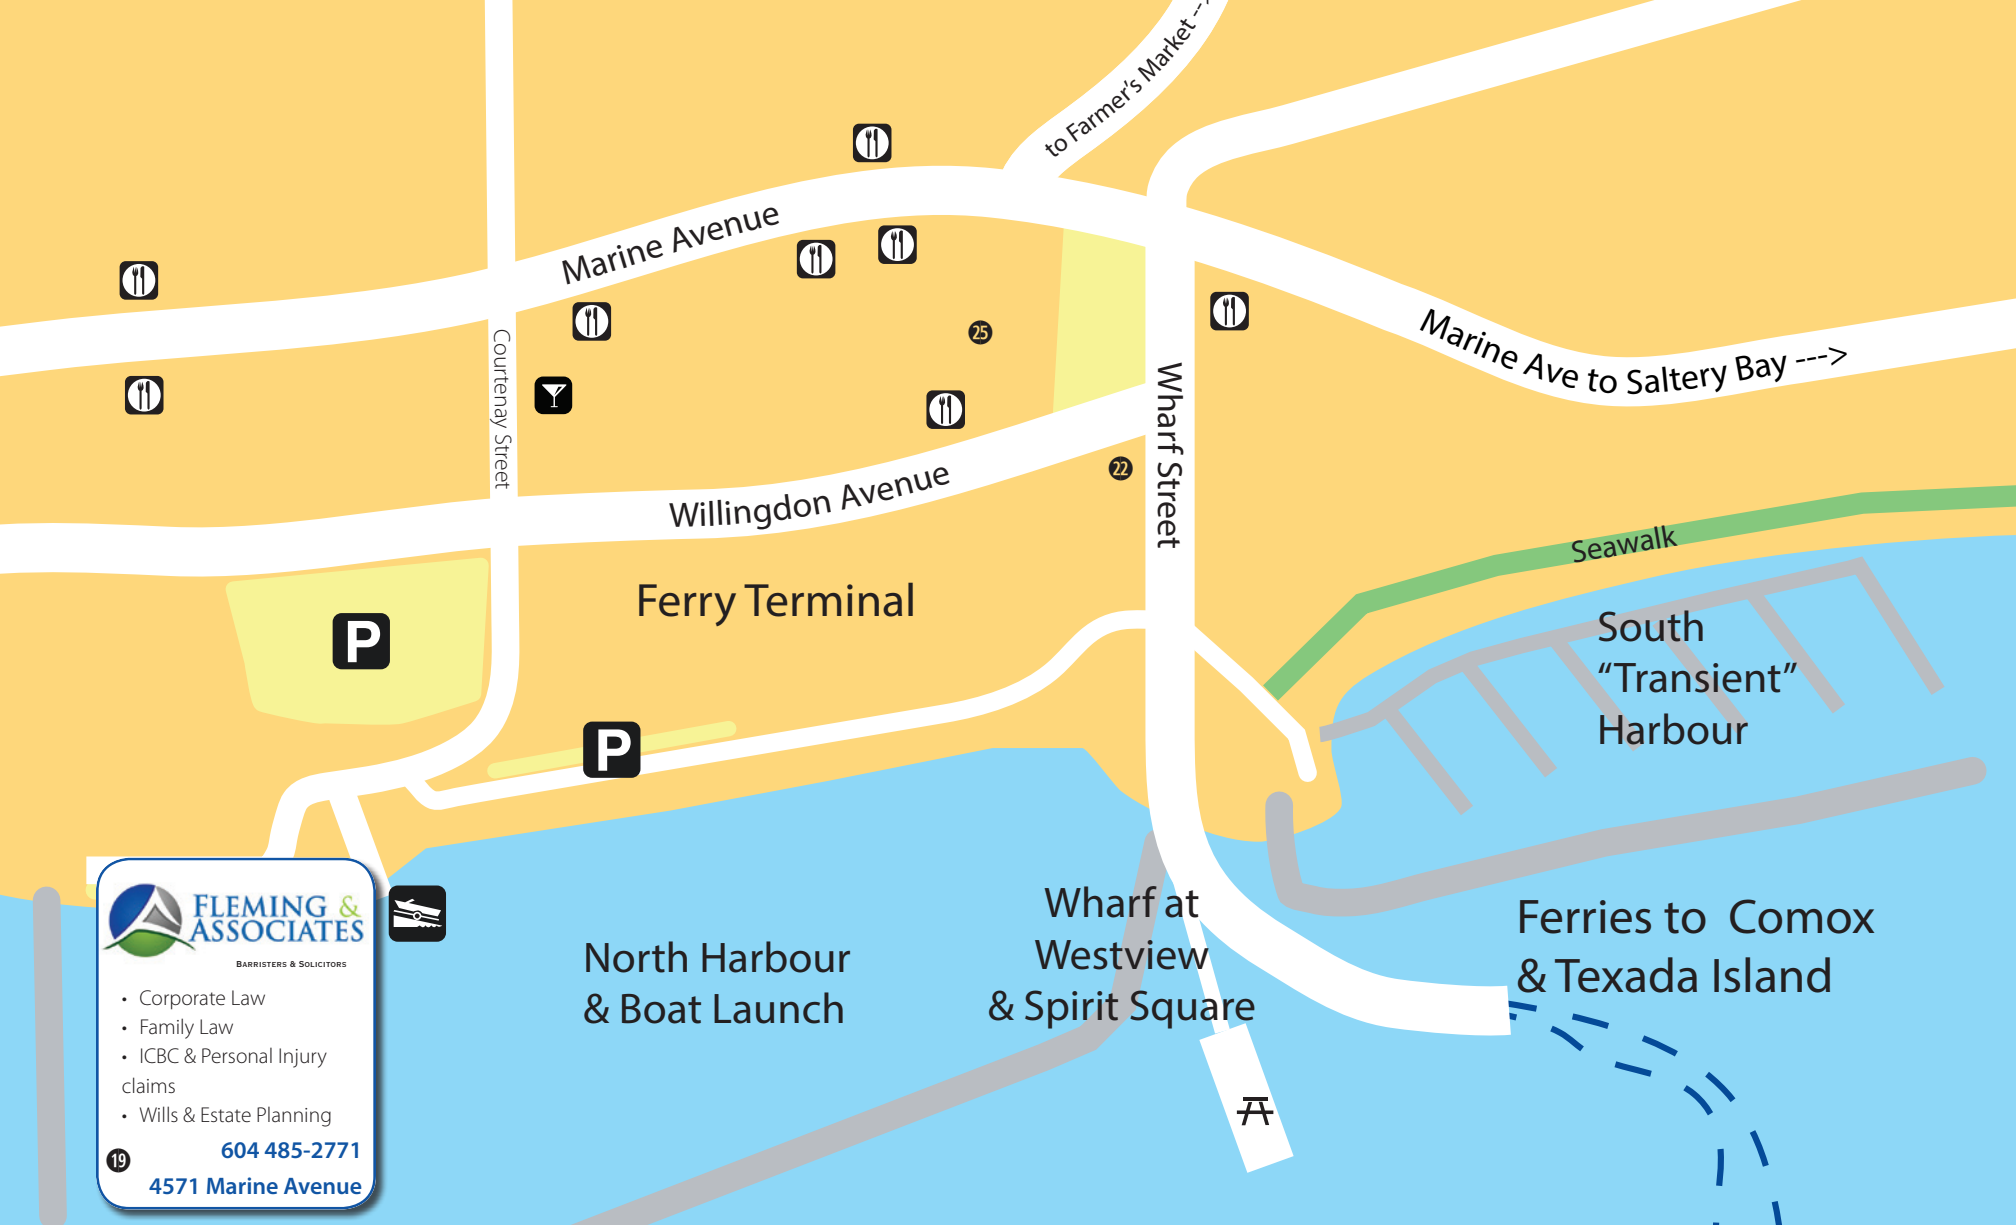 to Farmer's Market -->
Marine Avenue
Courtenay Street
25
Marine Ave to Saltery Bay --->
Wharf Street
22
Willingdon Avenue
Seawalk
Ferry Terminal
P
South
“Transient”
Harbour
P
FLEMING &
ASSOCIATES
BARRISTERS & SOLICITORS
• Corporate Law
• Family Law
• ICBC & Personal Injury
claims
• Wills & Estate Planning
604 485-2771
19
4571 Marine Avenue
North Harbour
& Boat Launch
Wharf at
Westview
& Spirit Square
Ferries to Comox
& Texada Island